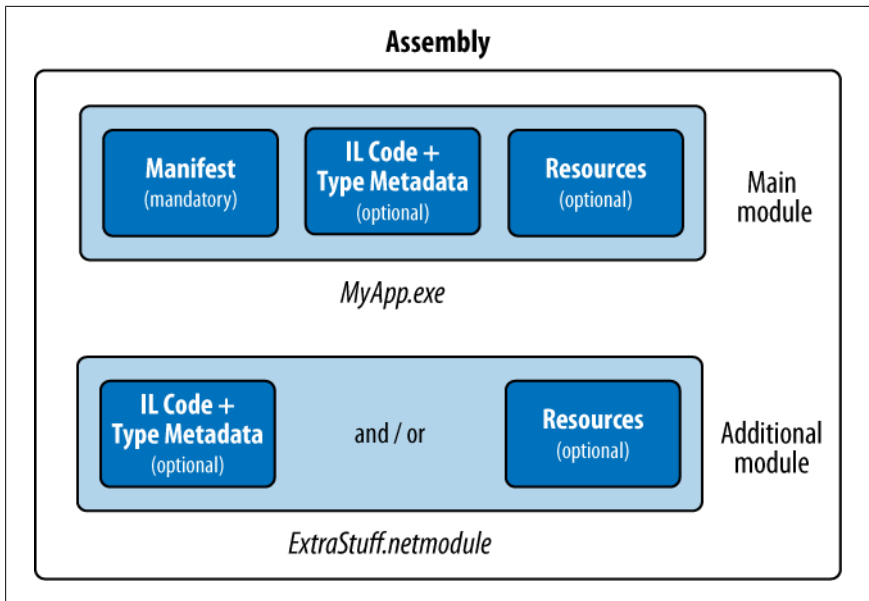 Assembly
Manifest
(mandatory)
IL Code +
Type Metadata
(optional)
Resources
(optional)
Main
module
MyApp.exe
IL Code +
Type Metadata
(optional)
and / or
Resources
(optional)
Additional
module
ExtraStuff.netmodule